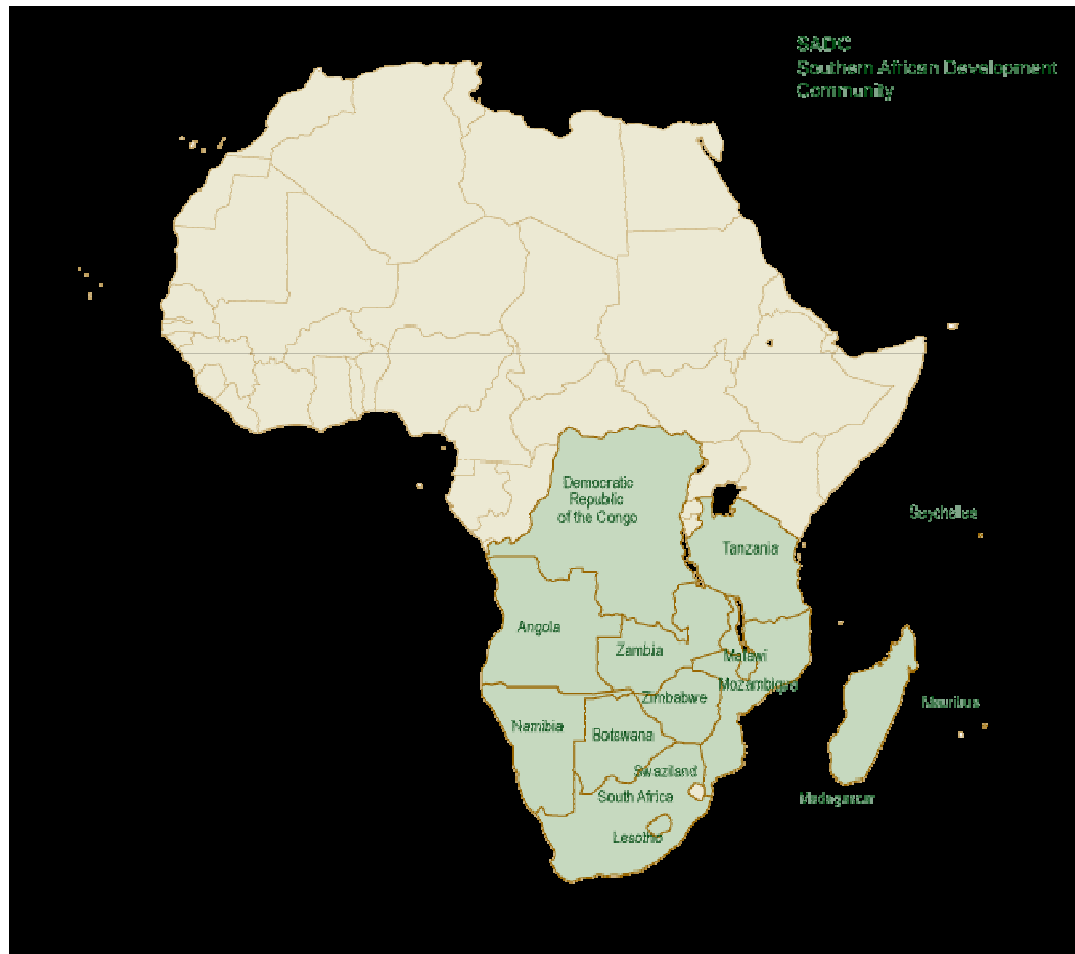 SADC
Southern African Development
Community
Democratic
Republic
of the Congo
Seychelles
Tanzania
Angola
Zambia
Malawi
Mozambique
Zimbabwe
Mauritius
Namibia
Botswana
Swaziland
South Africa
Madagascar
Lesotho